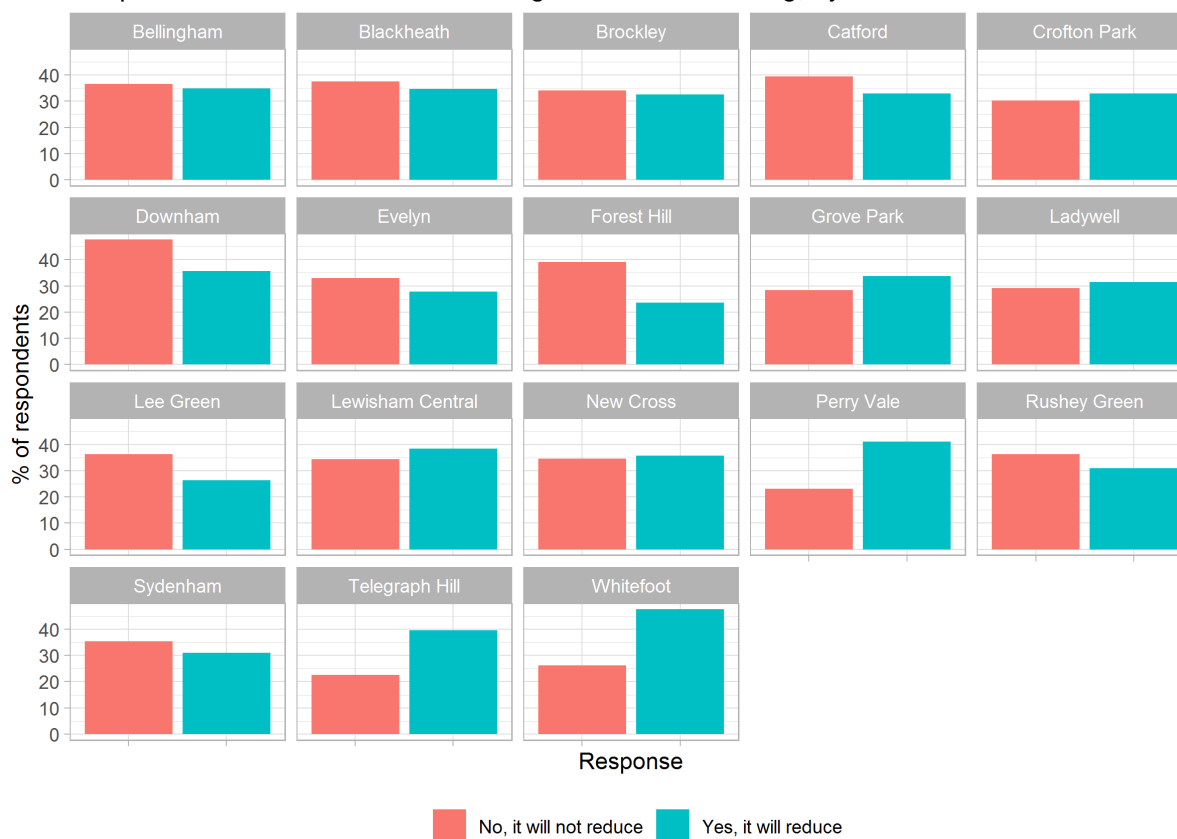 Bellingham Blackheath Brockley Catford Crofton Park
40
30
20
10
0
Downham Evelyn Forest Hill Grove Park Ladywell
40
30
20
10
0
Lee Green Lewisham Central New Cross Perry Vale Rushey Green
40
30
20
10
0
Sydenham Telegraph Hill Whitefoot
40
30
20
10
0
% of respondents
Response
No, it will not reduce Yes, it will reduce